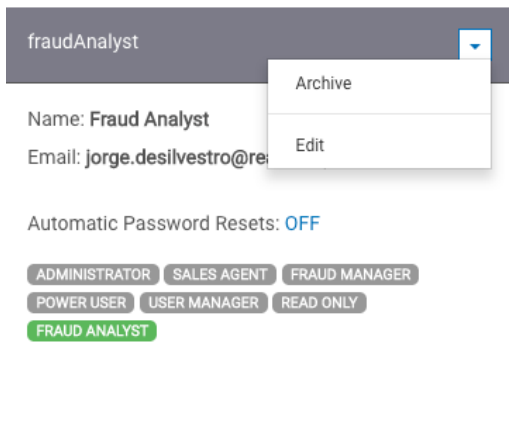 fraudAnalyst
Archive
Name: Fraud Analyst
Edit
Email: jorge.desilvestro@re
Automatic Password Resets: OFF
ADMINISTRATOR SALES AGENT FRAUD MANAGER
POWER USER USER MANAGER READ ONLY
FRAUD ANALYST